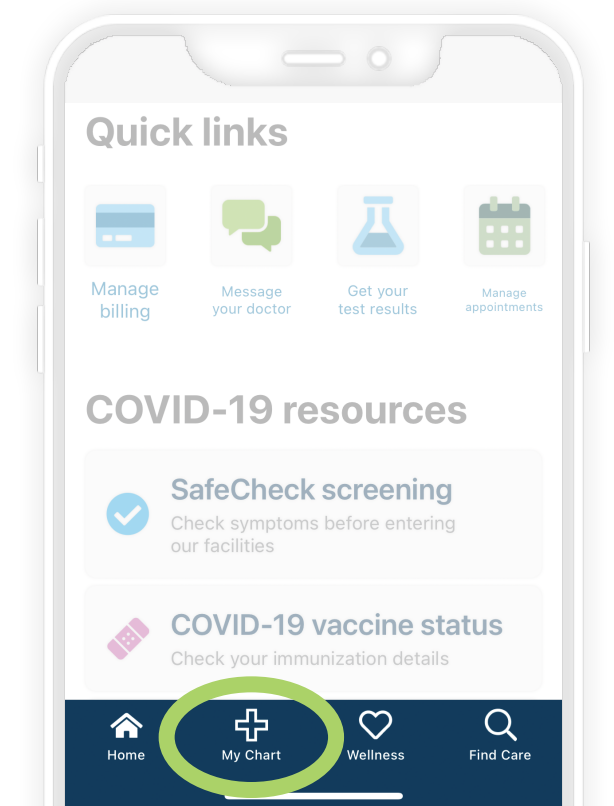 Quick links
Manage
billing
Message
your doctor
Get your
test results
Manage
appointments
COVID-19 resources
SafeCheck screening
Check symptoms before entering
our facilities
COVID-19 vaccine status
Check your immunization details
Home
My Chart
Wellness
Find Care